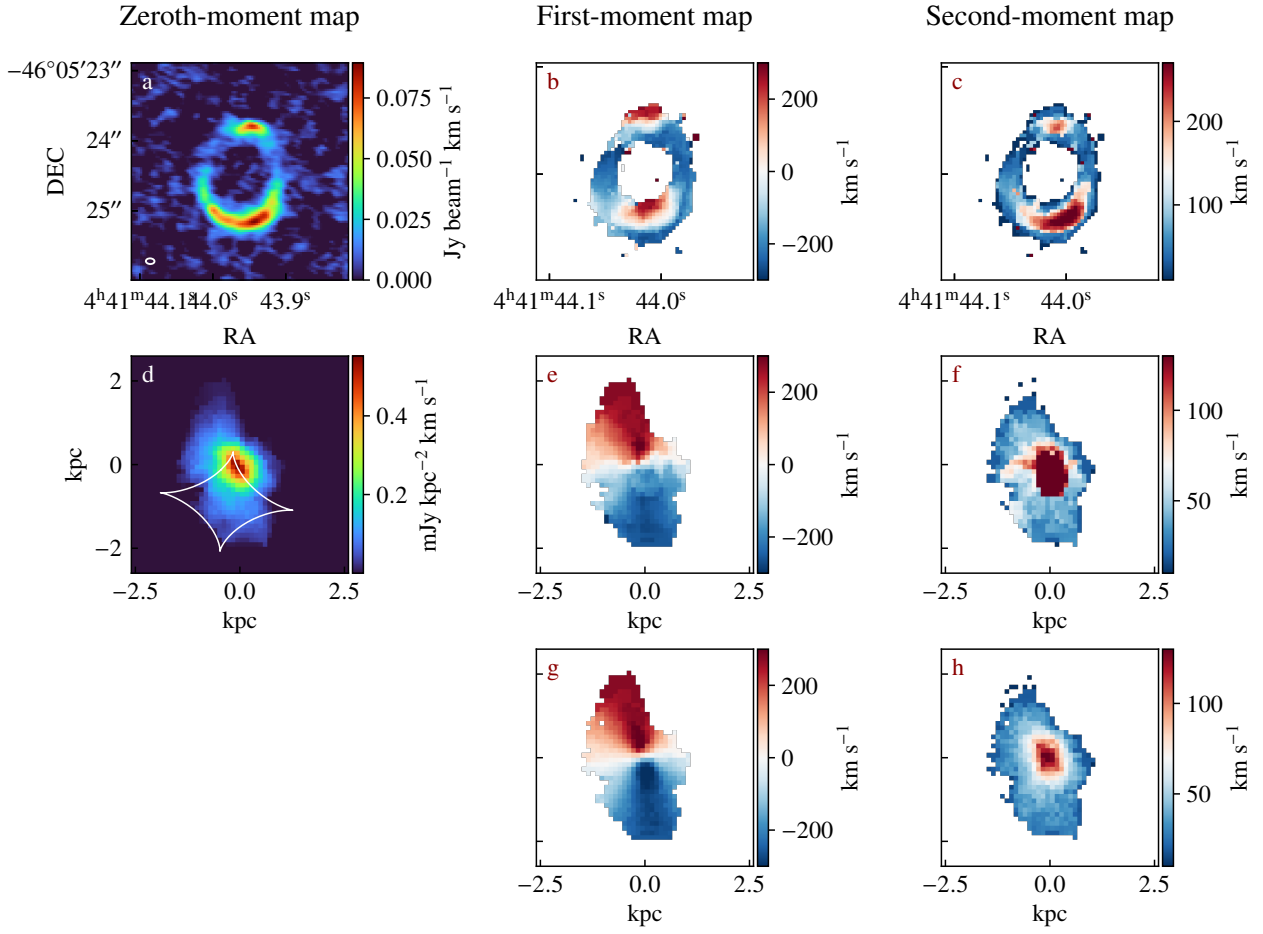 Zeroth-moment map First-moment map Second-moment map
a b c
−46°05′23″
24″
25″
DEC
0.075
0.050
0.025
0.000
Jy beam⁻¹ km s⁻¹
200
0
−200
km s⁻¹
200
100
km s⁻¹
4ʰ41ᵐ44.1ˢ 44.0ˢ 43.9ˢ
4ʰ41ᵐ44.1ˢ 44.0ˢ
4ʰ41ᵐ44.1ˢ 44.0ˢ
RA RA RA
d e f
2
0
−2
kpc
0.4
0.2
mJy kpc⁻² km s⁻¹
200
0
−200
km s⁻¹
100
50
km s⁻¹
−2.5 0.0 2.5
−2.5 0.0 2.5
−2.5 0.0 2.5
kpc kpc kpc
g h
200
0
−200
km s⁻¹
100
50
km s⁻¹
−2.5 0.0 2.5
−2.5 0.0 2.5
kpc kpc